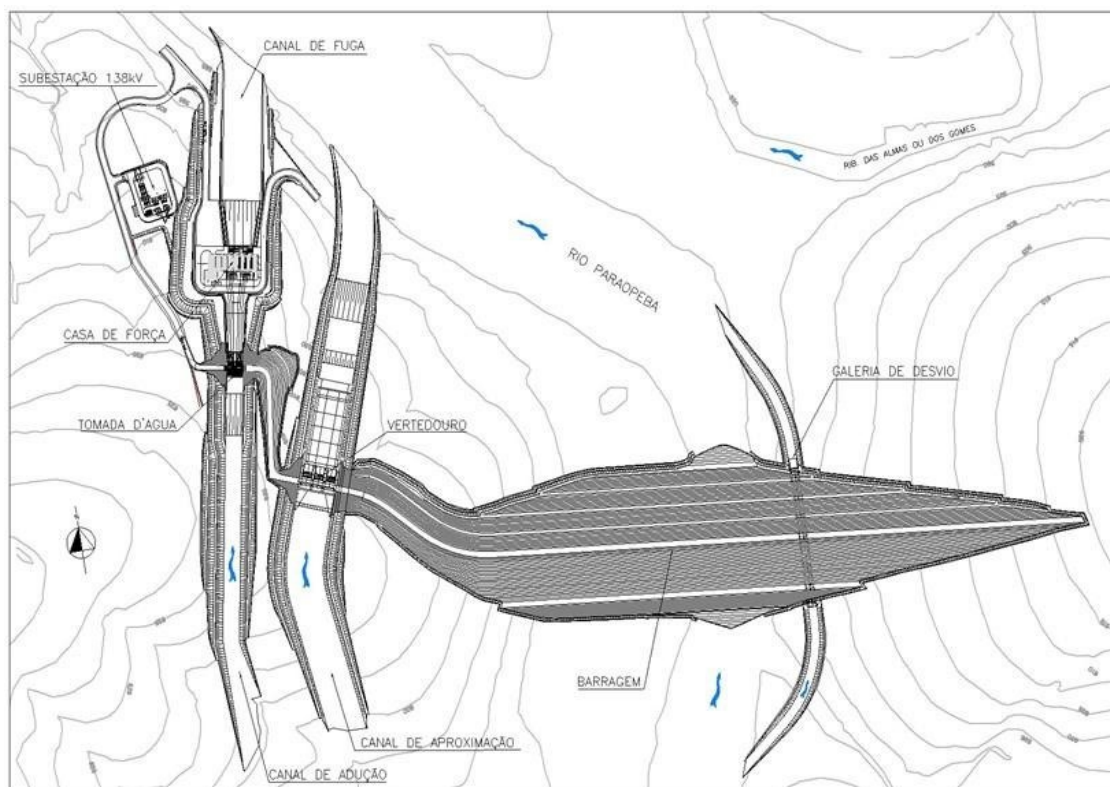 CANAL DE FUGA
SUBESTAÇÃO 138kV
RIB. DAS ALMAS OU DOS GOMES
RIO PARAOPEBA
CASA DE FORÇA
GALERIA DE DESVIO
TOMADA D'AGUA
VERTEDOURO
BARRAGEM
CANAL DE APROXIMAÇÃO
CANAL DE ADUÇÃO